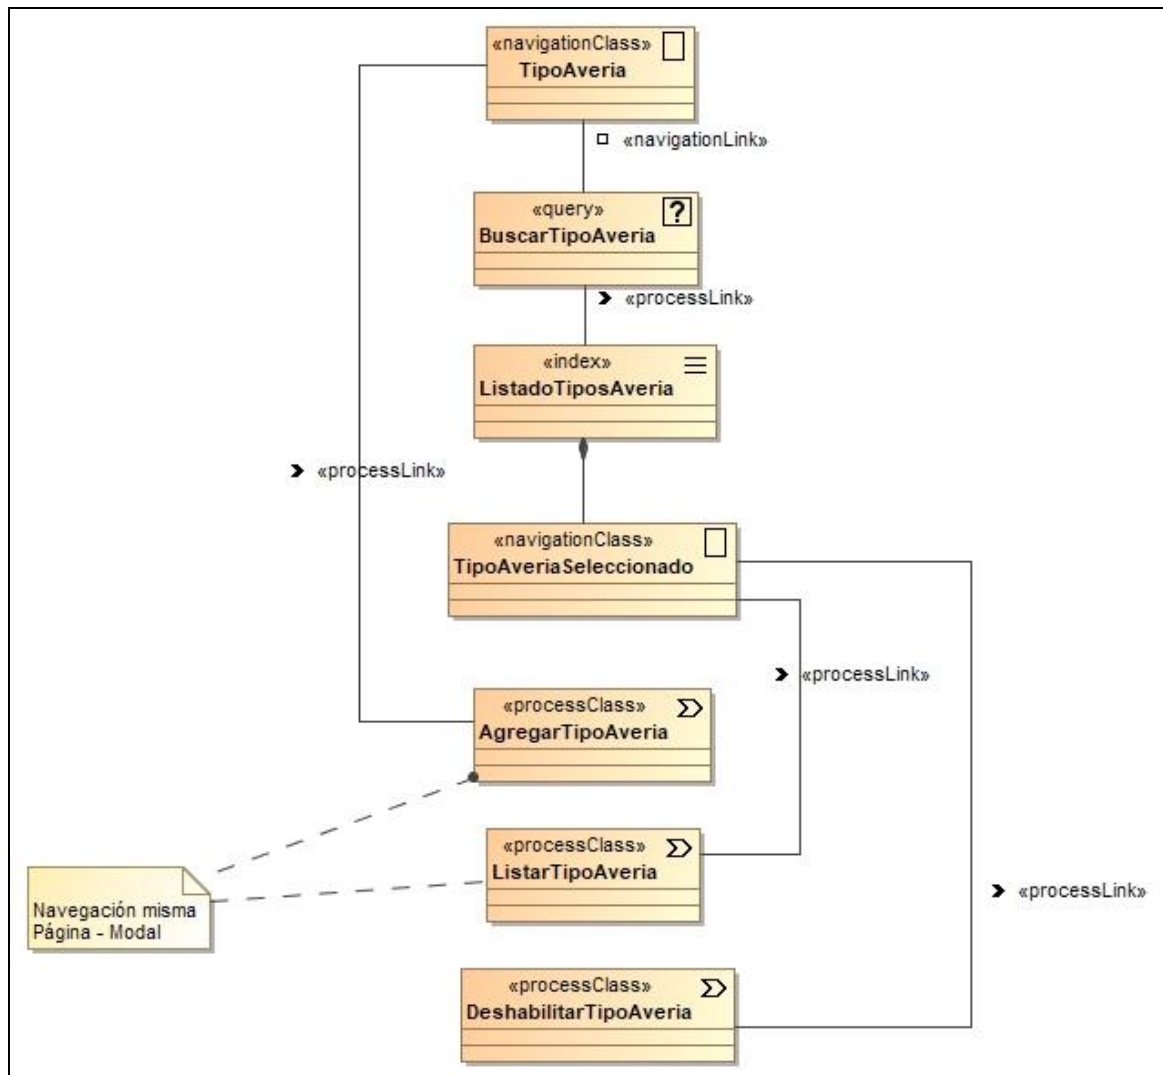 «navigationClass»
TipoAveria
«navigationLink»
«query»
?
BuscarTipoAveria
«processLink»
«index»
ListadoTiposAveria
«processLink»
«navigationClass»
TipoAveriaSeleccionado
«processLink»
«processClass»
AgregarTipoAveria
«processClass»
ListarTipoAveria
Navegación misma
Página - Modal
«processLink»
«processClass»
DeshabilitarTipoAveria